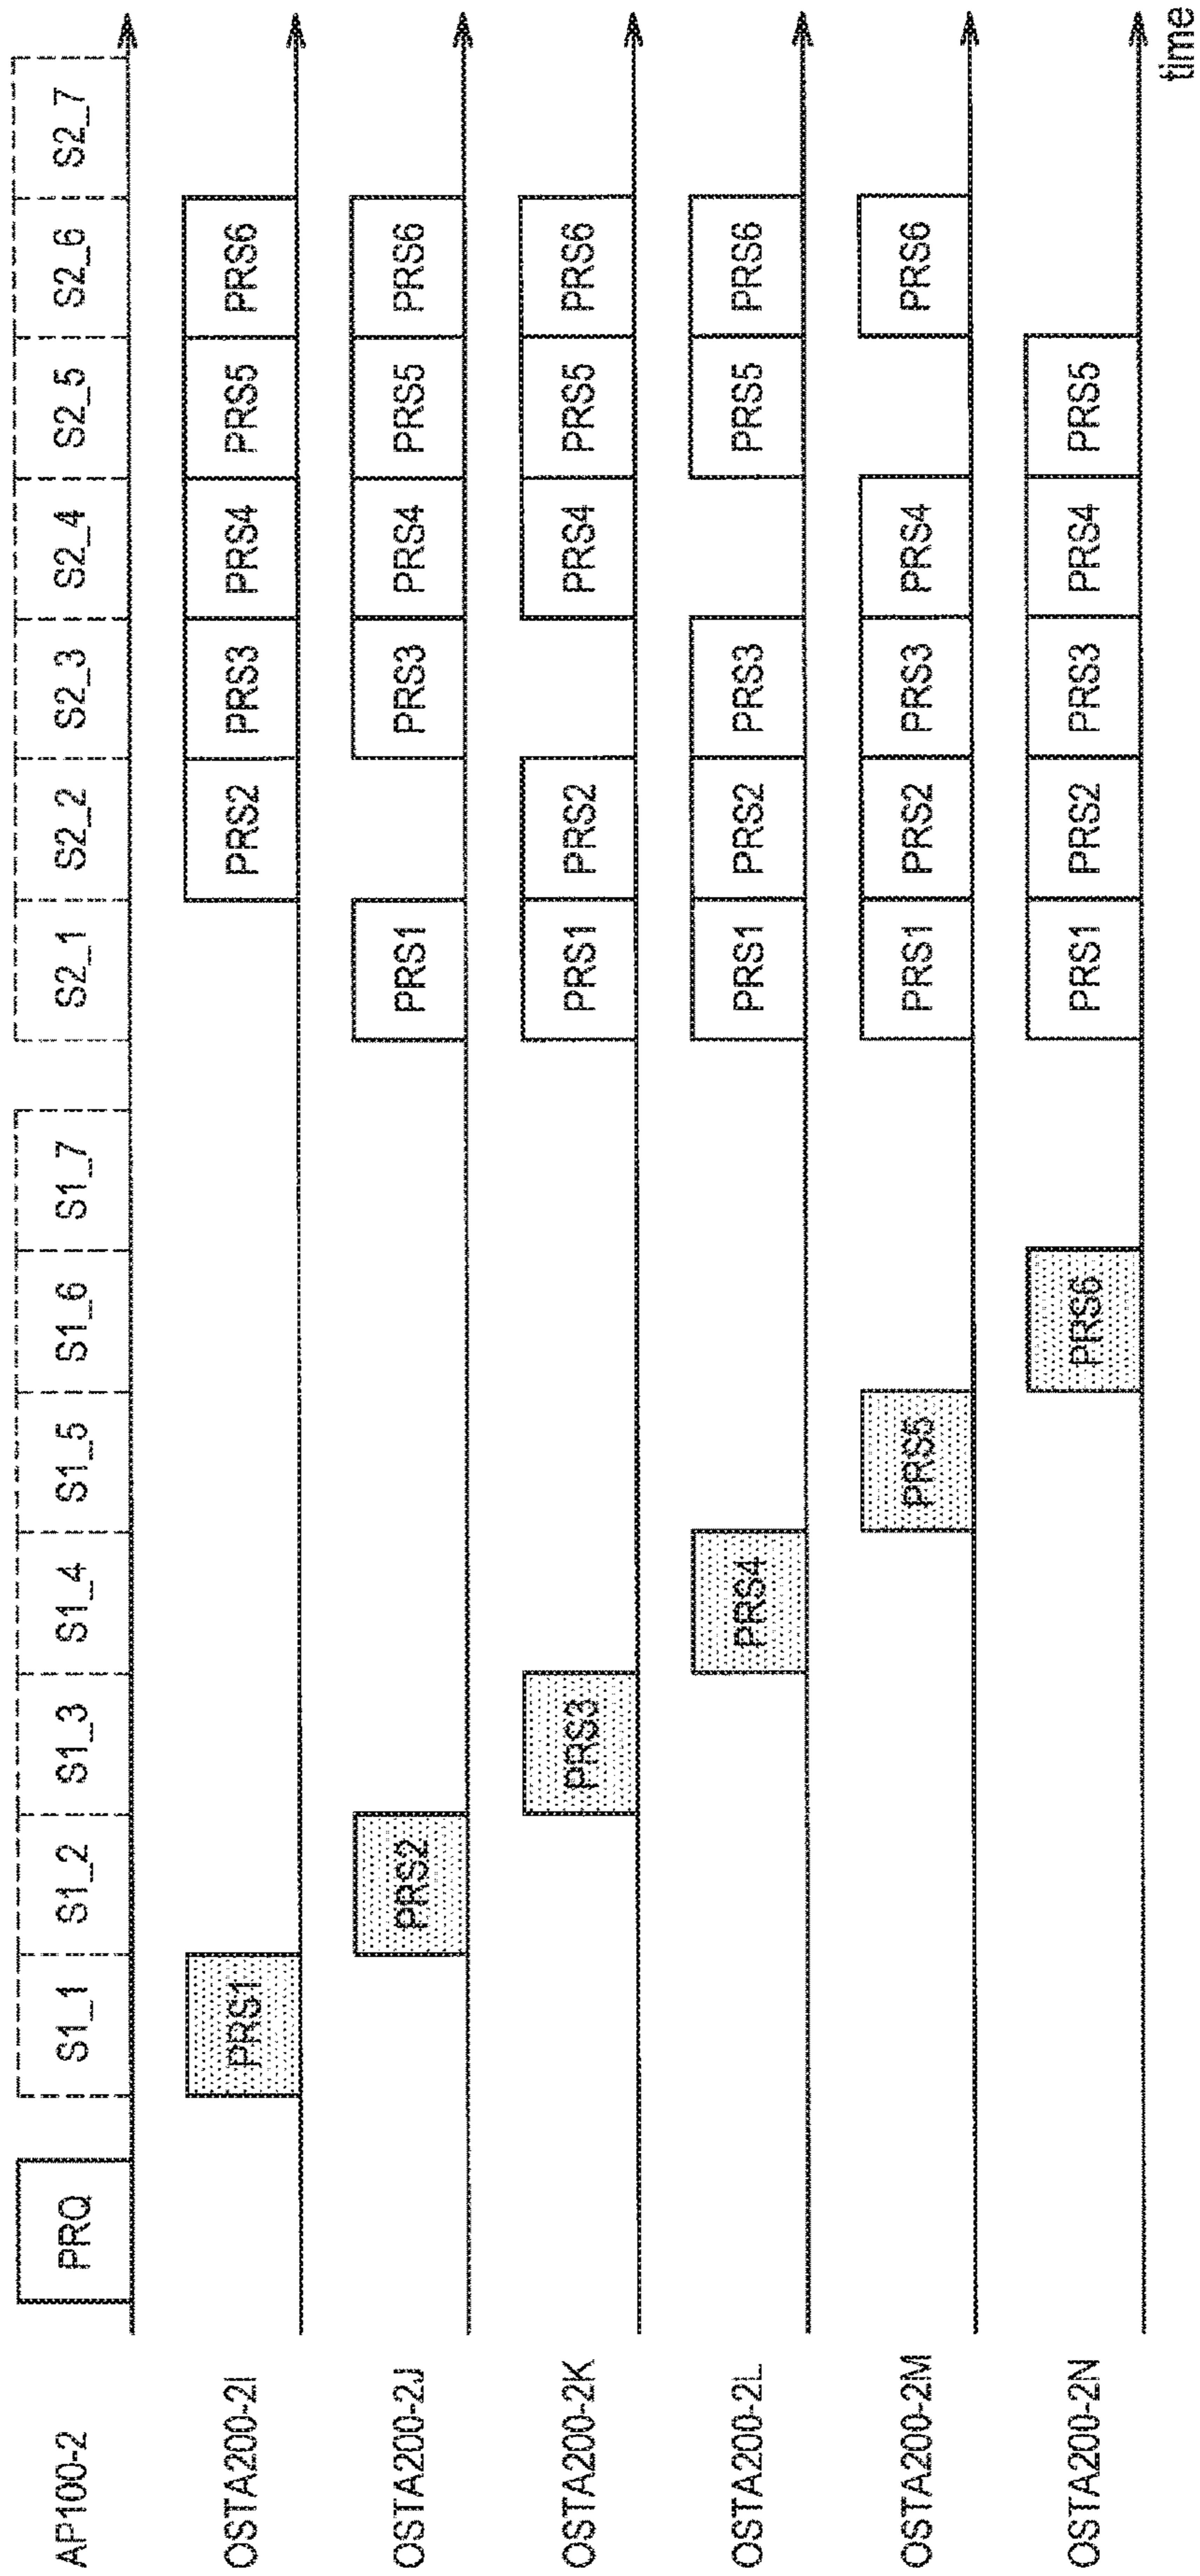 AP100-2 PRQ S1_1 S1_2 S1_3 S1_4 S1_5 S1_6 S1_7 S2_1 S2_2 S2_3 S2_4 S2_5 S2_6 S2_7
OSTA200-2I PRS1 PRS2 PRS3 PRS4 PRS5 PRS6
OSTA200-2J PRS2 PRS1 PRS3 PRS4 PRS5 PRS6
OSTA200-2K PRS3 PRS1 PRS2 PRS4 PRS5 PRS6
OSTA200-2L PRS4 PRS1 PRS2 PRS3 PRS5 PRS6
OSTA200-2M PRS5 PRS1 PRS2 PRS3 PRS4 PRS6
OSTA200-2N PRS6 PRS1 PRS2 PRS3 PRS4 PRS5
time